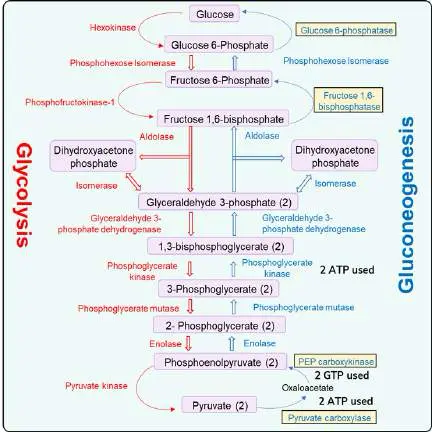 Glucose
Hexokinase
Glucose 6-phosphatase
Glucose 6-Phosphate
Phosphohexose Isomerase
Phosphohexose Isomerase
Fructose 6-Phosphate
Phosphofructokinase-1
Fructose 1,6-
bisphosphatase
Fructose 1,6-bisphosphate
Aldolase
Aldolase
Dihydroxyacetone
phosphate
Dihydroxyacetone
phosphate
Isomerase
Isomerase
Glyceraldehyde 3-phosphate (2)
Glyceraldehyde 3-
phosphate dehydrogenase
Glyceraldehyde 3-
phosphate dehydrogenase
1,3-bisphosphoglycerate (2)
Phosphoglycerate
kinase
Phosphoglycerate
kinase
2 ATP used
3-Phosphoglycerate (2)
Phosphoglycerate mutase
Phosphoglycerate mutase
2- Phosphoglycerate (2)
Enolase
Enolase
Phosphoenolpyruvate (2)
PEP carboxykinase
2 GTP used
Oxaloacetate
Pyruvate kinase
2 ATP used
Pyruvate (2)
Pyruvate carboxylase
Glycolysis
Gluconeogenesis